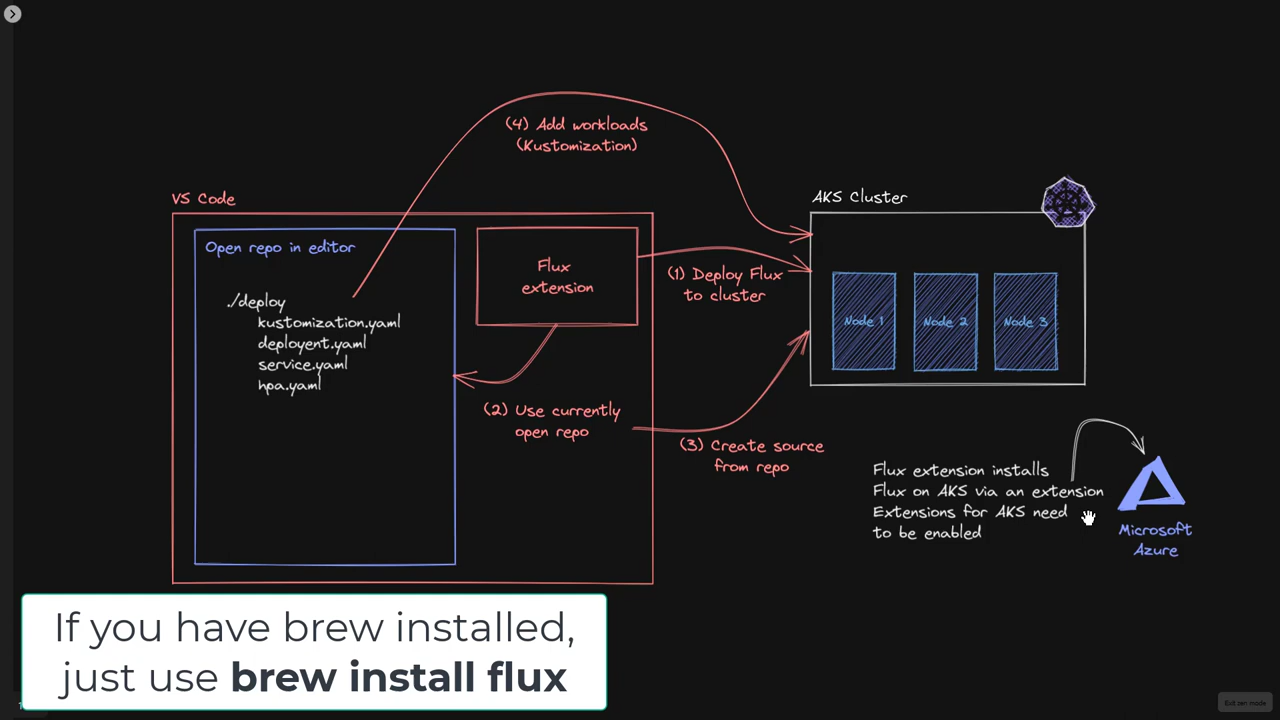 (4) Add workloads
(Kustomization)
VS Code
AKS Cluster
Open repo in editor
Flux
extension
./deploy
kustomization.yaml
deployent.yaml
service.yaml
hpa.yaml
(1) Deploy Flux
to cluster
Node 1
Node 2
Node 3
(2) Use currently
open repo
(3) Create source
from repo
Flux extension installs
Flux on AKS via an extension
Extensions for AKS need
to be enabled
Microsoft
Azure
If you have brew installed,
just use brew install flux
Exit zen mode